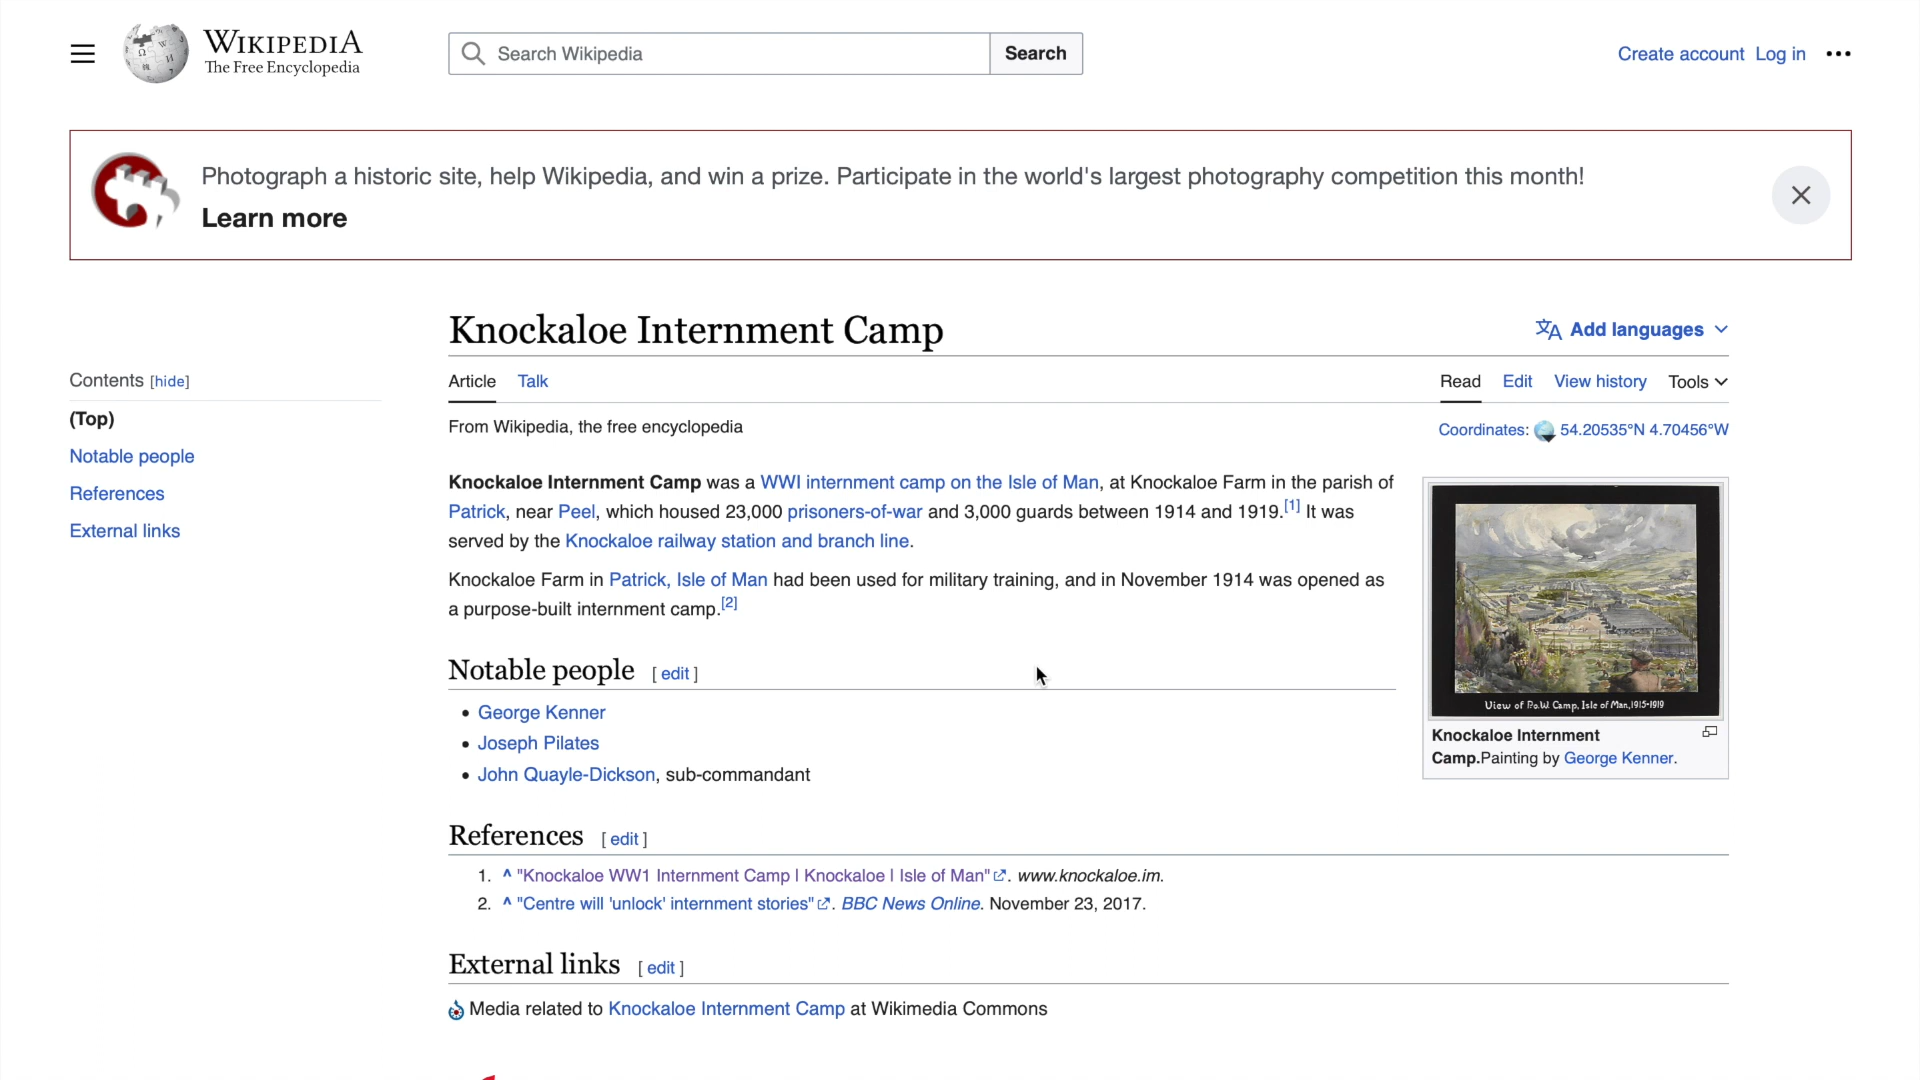 WIKIPEDIA
The Free Encyclopedia
Search Wikipedia
Search
Create account Log in
Photograph a historic site, help Wikipedia, and win a prize. Participate in the world's largest photography competition this month!
Learn more
Knockaloe Internment Camp
Add languages
Contents [hide]
(Top)
Notable people
References
External links
Article Talk
Read Edit View history Tools
From Wikipedia, the free encyclopedia
Coordinates: 54.20535°N 4.70456°W
Knockaloe Internment Camp was a WWI internment camp on the Isle of Man, at Knockaloe Farm in the parish of
Patrick, near Peel, which housed 23,000 prisoners-of-war and 3,000 guards between 1914 and 1919.[1] It was
served by the Knockaloe railway station and branch line.
Knockaloe Farm in Patrick, Isle of Man had been used for military training, and in November 1914 was opened as
a purpose-built internment camp.[2]
View of P.o.W. Camp, Isle of Man, 1915-1919
Knockaloe Internment
Camp.Painting by George Kenner.
Notable people [ edit ]
• George Kenner
• Joseph Pilates
• John Quayle-Dickson, sub-commandant
References [ edit ]
1. ^ "Knockaloe WW1 Internment Camp | Knockaloe | Isle of Man". www.knockaloe.im.
2. ^ "Centre will 'unlock' internment stories". BBC News Online. November 23, 2017.
External links [ edit ]
Media related to Knockaloe Internment Camp at Wikimedia Commons